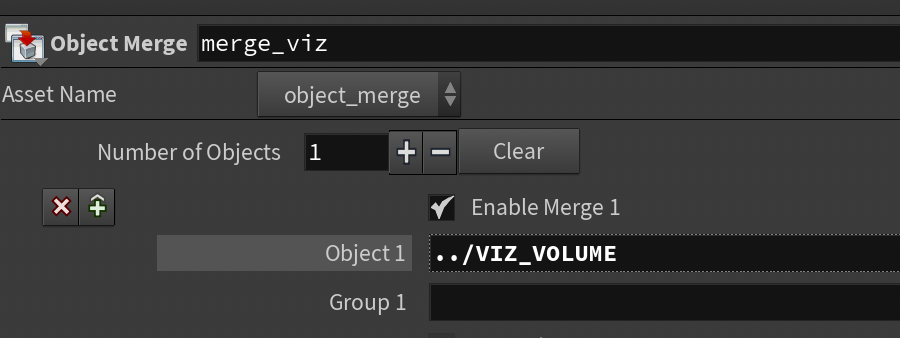 Object Merge merge_viz
Asset Name object_merge
Number of Objects 1 Clear
Enable Merge 1
Object 1 ../VIZ_VOLUME
Group 1